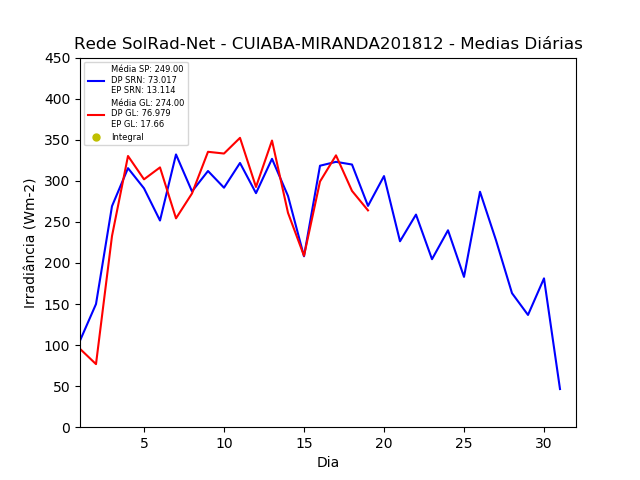 Rede SolRad-Net - CUIABA-MIRANDA201812 - Medias Diárias
Média SP: 249.00
DP SRN: 73.017
EP SRN: 13.114
Média GL: 274.00
DP GL: 76.979
EP GL: 17.66
Integral
Irradiância (Wm-2)
450
400
350
300
250
200
150
100
50
0
5
10
15
20
25
30
Dia